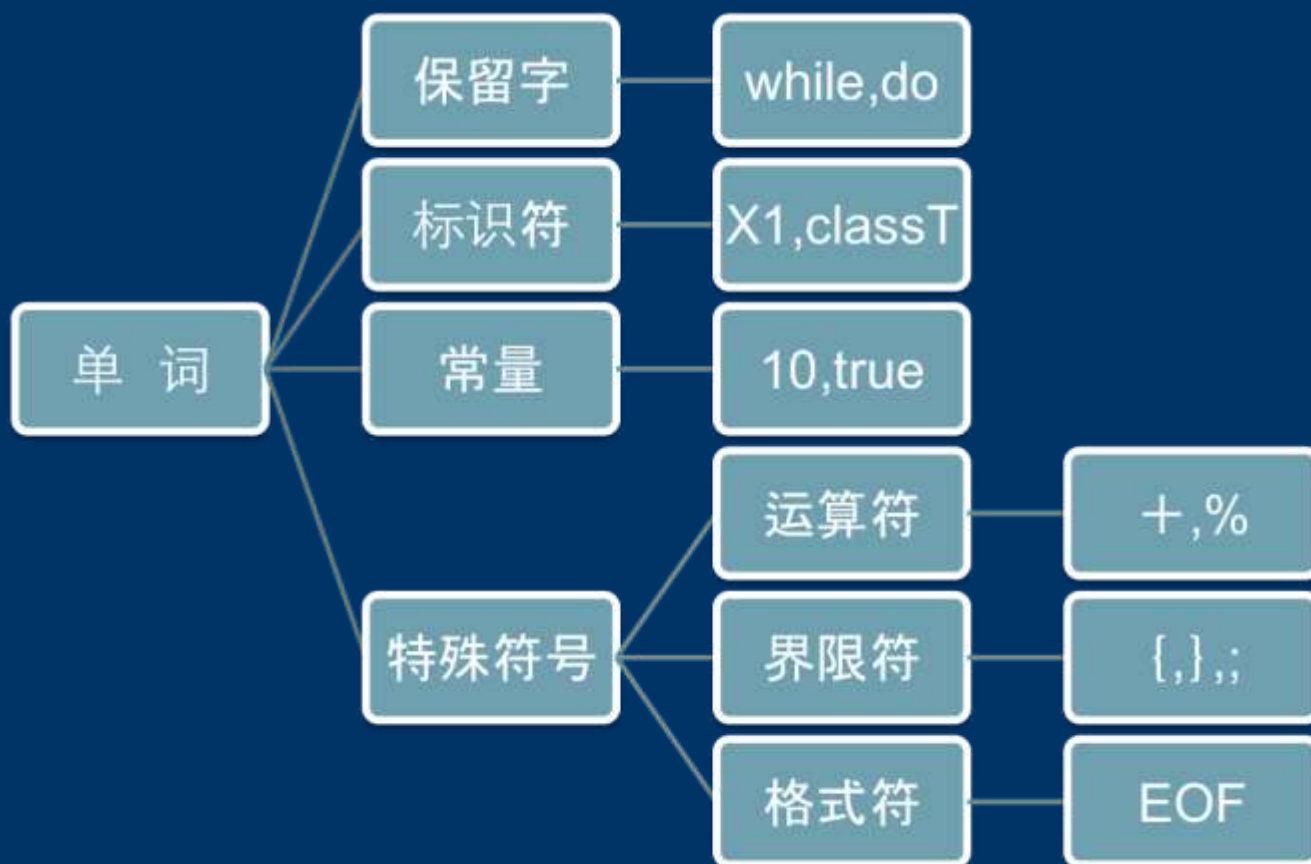 保留字
while,do
标识符
X1,classT
单 词
常量
10,true
运算符
＋,%
特殊符号
界限符
{,},;
格式符
EOF